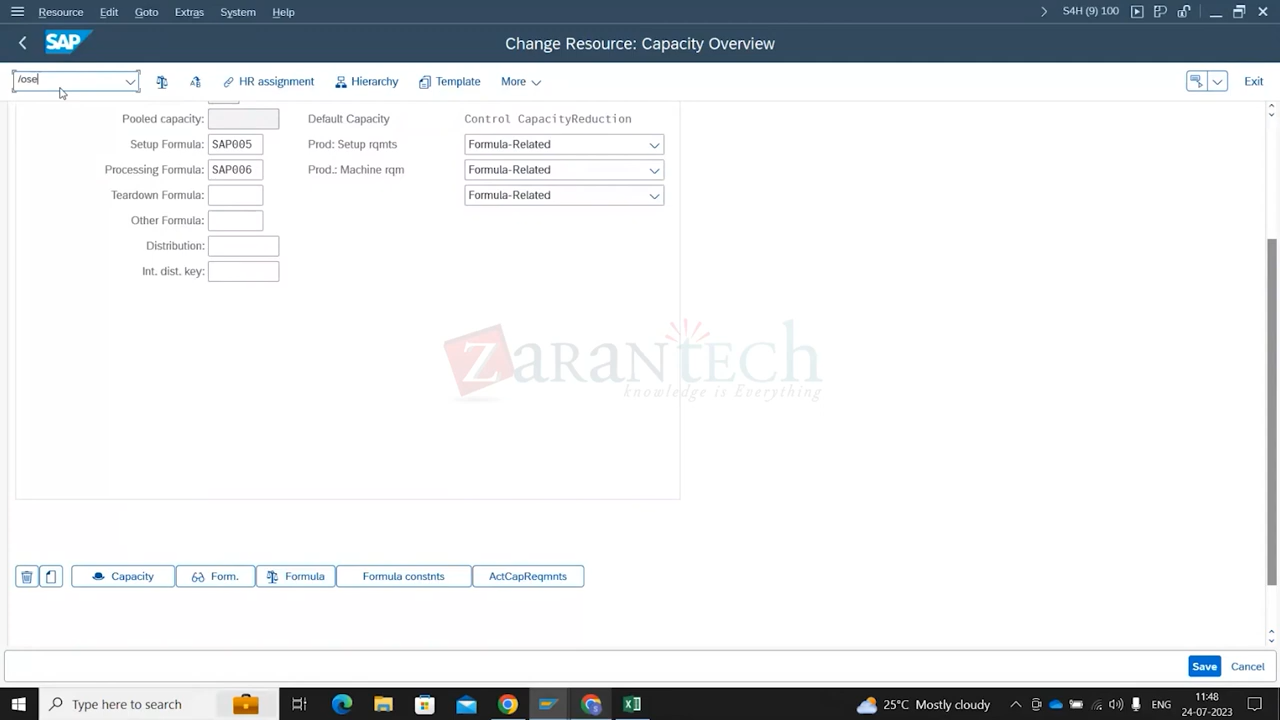 Resource Edit Goto Extras System Help S4H (9) 100
SAP Change Resource: Capacity Overview
/ose HR assignment Hierarchy Template More Exit
Pooled capacity: Default Capacity Control CapacityReduction
Setup Formula: SAP005 Prod: Setup rqmts Formula-Related
Processing Formula: SAP006 Prod.: Machine rqm Formula-Related
Teardown Formula: Formula-Related
Other Formula:
Distribution:
Int. dist. key:
ZaranTech
knowledge is Everything
Capacity Form. Formula Formula constnts ActCapReqmnts
Save Cancel
Type here to search 25°C Mostly cloudy ENG 11:48
24-07-2023